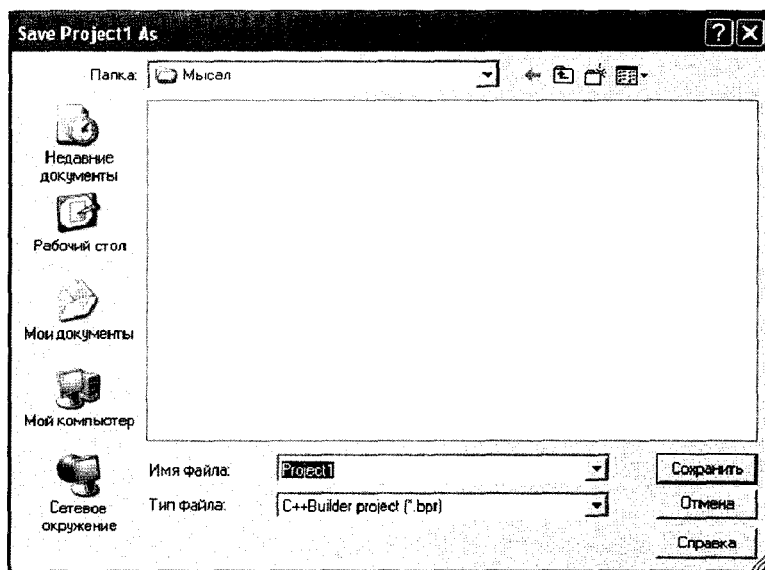 Save Project1 As
Папка:
Мысал
Недавние
документы
Рабочий стол
Мои документы
Мой компьютер
Сетевое
окружение
Имя файла:
Project1
Сохранить
Тип файла:
C++Builder project (*.bpr)
Отмена
Справка